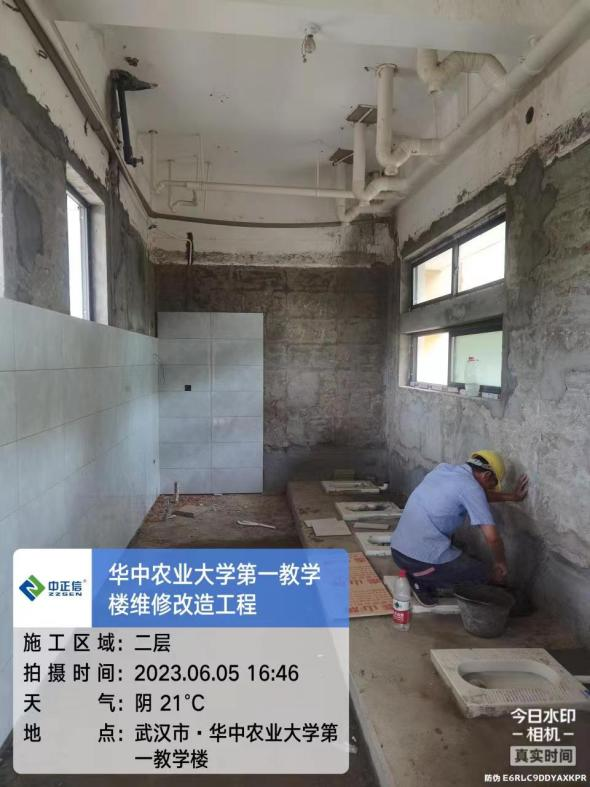 中正信®
ZZSEN
华中农业大学第一教学
楼维修改造工程
施工区域：二层
拍摄时间：2023.06.05 16:46
天气：阴 21℃
地点：武汉市·华中农业大学第
一教学楼
今日水印
-相机-
真实时间
防伪 E6RLC9DDYAXKPR